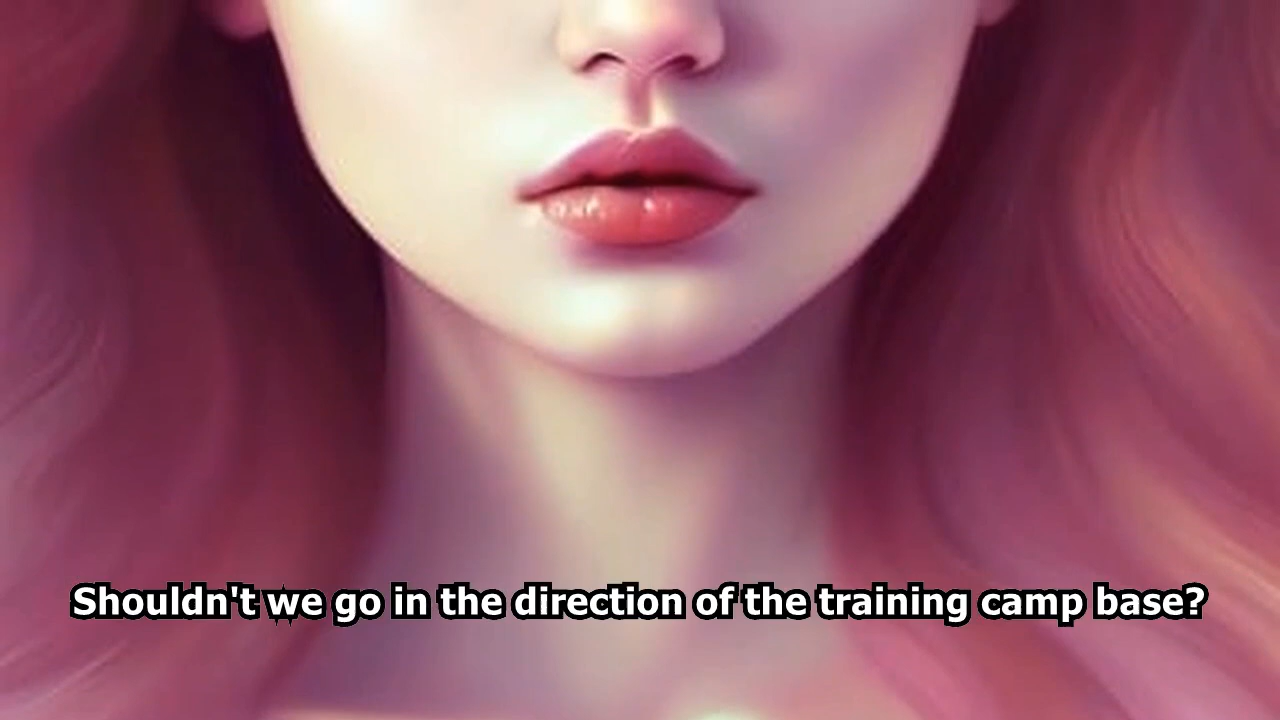 Shouldn't we go in the direction of the training camp base?